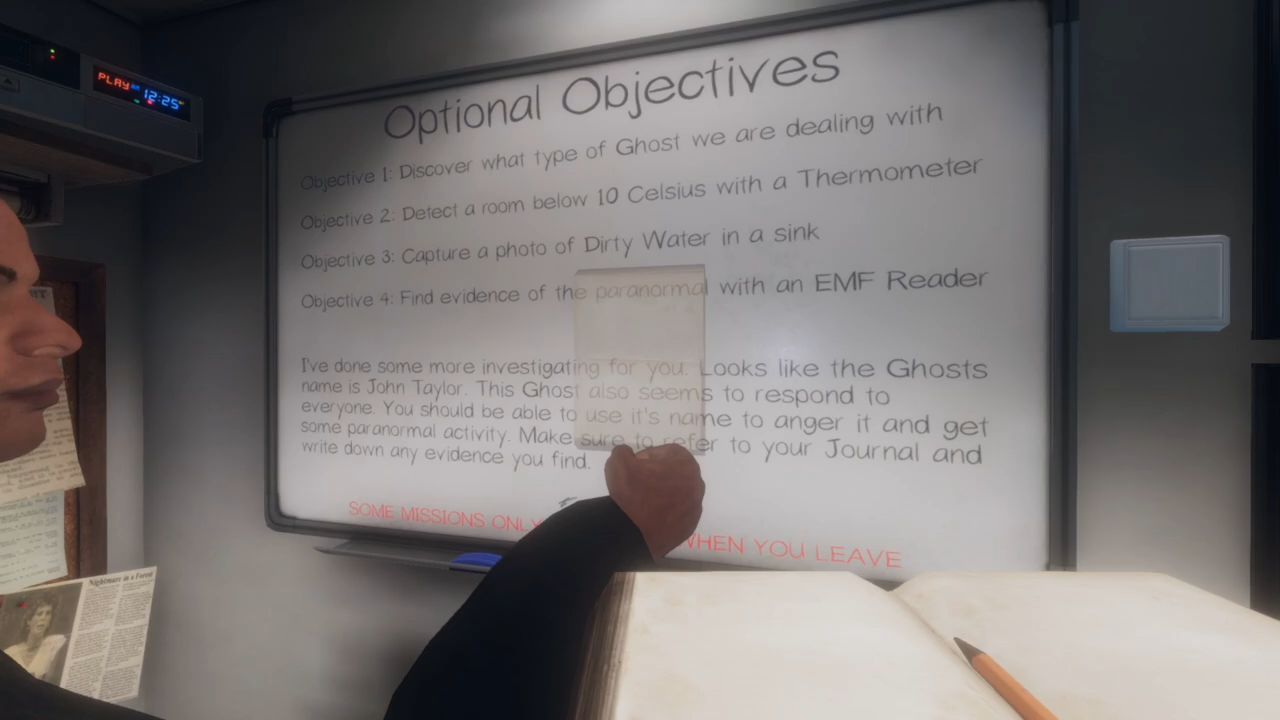 PLAY 12:25
Optional Objectives
Objective 1: Discover what type of Ghost we are dealing with
Objective 2: Detect a room below 10 Celsius with a Thermometer
Objective 3: Capture a photo of Dirty Water in a sink
Objective 4: Find evidence of the paranormal with an EMF Reader
I've done some more investigating for you. Looks like the Ghosts
name is John Taylor. This Ghost also seems to respond to
everyone. You should be able to use it's name to anger it and get
some paranormal activity. Make sure to refer to your Journal and
write down any evidence you find.
SOME MISSIONS ONLY WHEN YOU LEAVE
Nightmare in a Forest